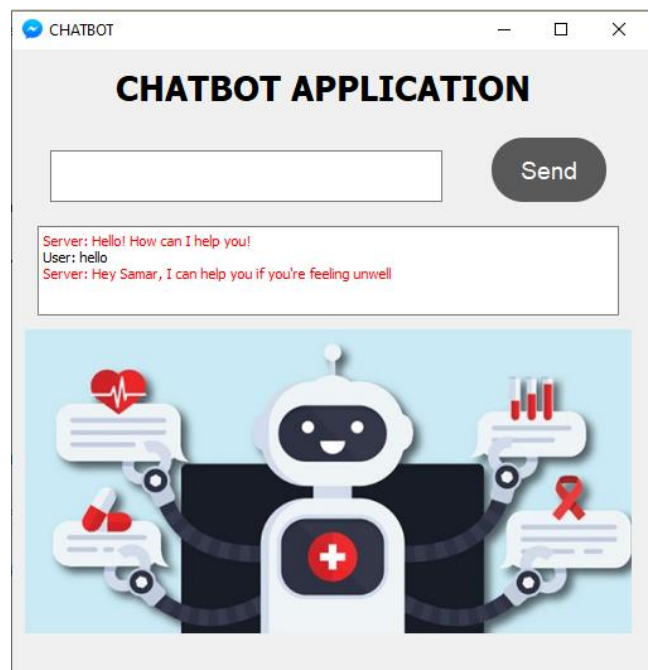 CHATBOT
CHATBOT APPLICATION
Send
Server: Hello! How can I help you!
User: hello
Server: Hey Samar, I can help you if you're feeling unwell